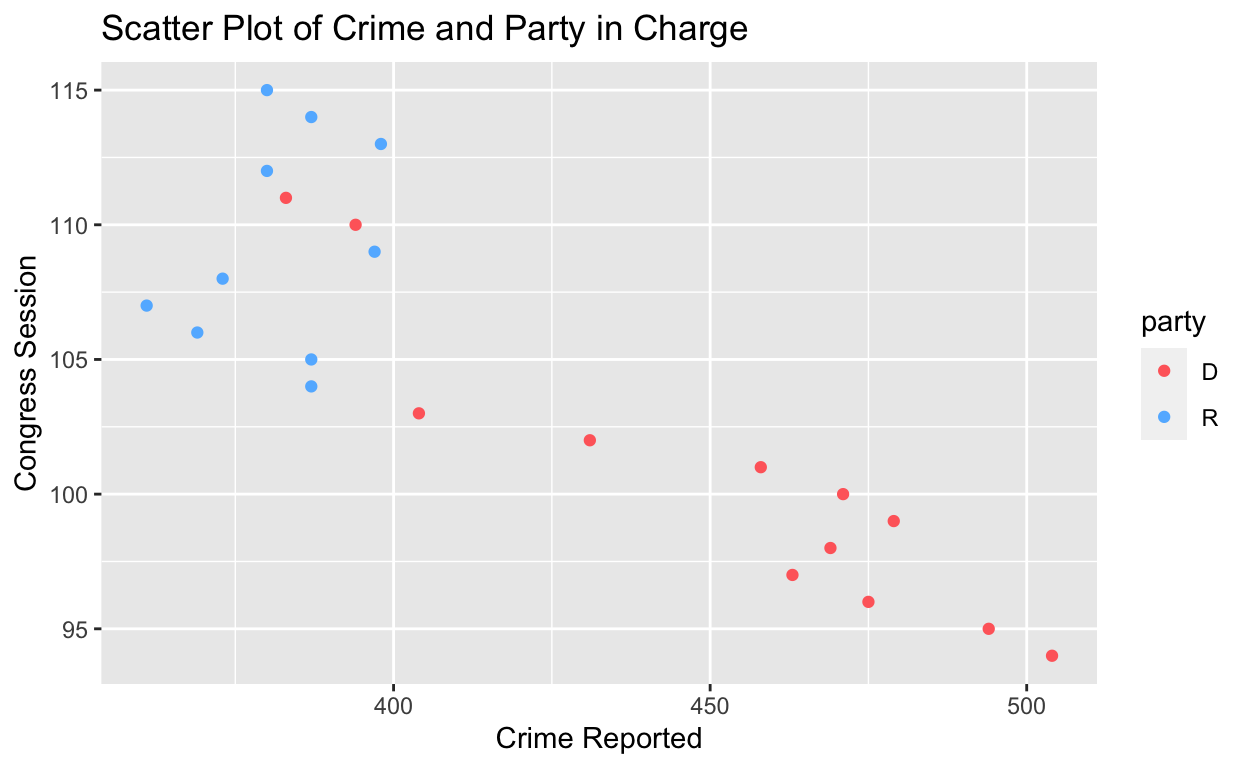 Scatter Plot of Crime and Party in Charge
115
110
105
100
95
Congress Session
400
450
500
Crime Reported
party
D
R